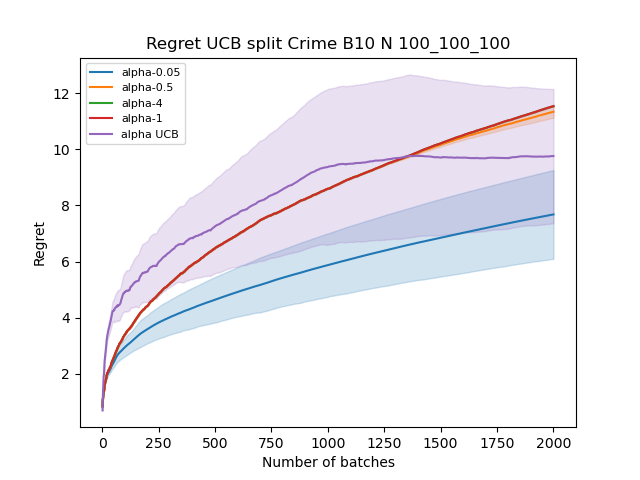 Regret UCB split Crime B10 N 100_100_100
alpha-0.05
alpha-0.5
alpha-4
alpha-1
alpha UCB
12
10
8
6
4
2
Regret
0 250 500 750 1000 1250 1500 1750 2000
Number of batches